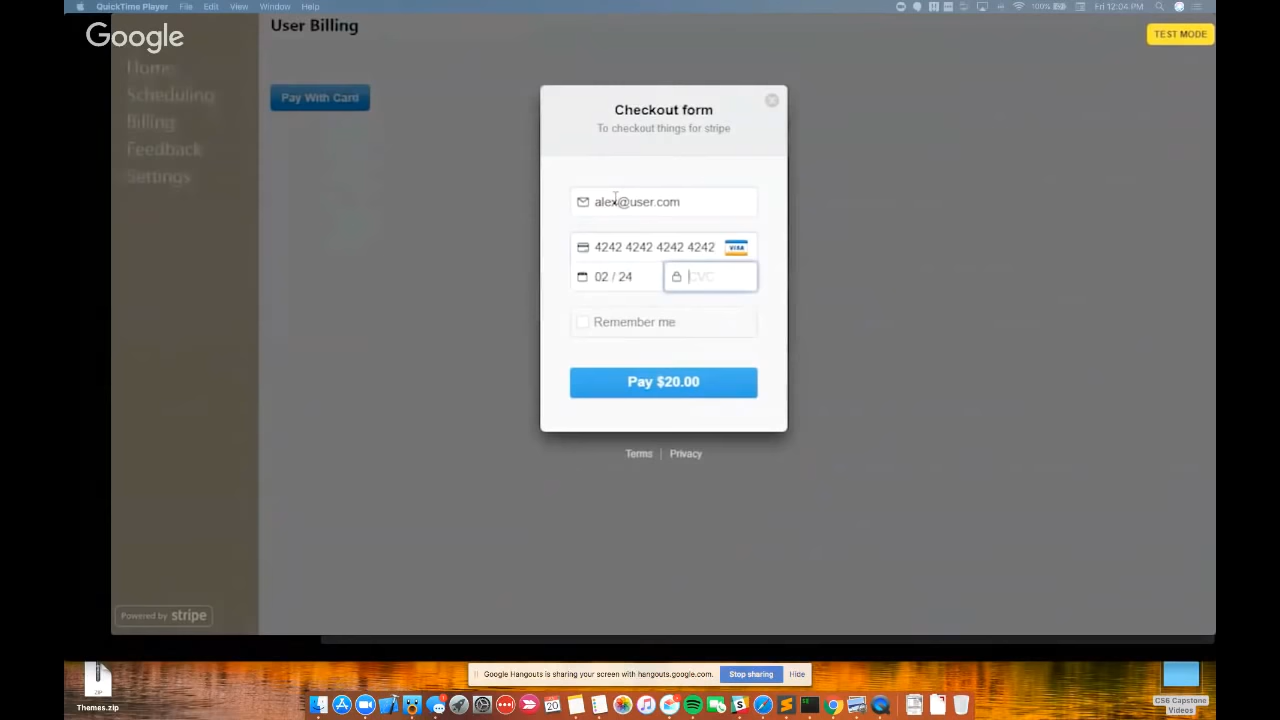 QuickTime Player File Edit View Window Help
100% Fri 12:04 PM
Google
User Billing
TEST MODE
Home
Scheduling
Billing
Feedback
Settings
Pay With Card
Checkout form
To checkout things for stripe
alex@user.com
4242 4242 4242 4242 VISA
02 / 24 CVC
Remember me
Pay $20.00
Terms | Privacy
Powered by stripe
Google Hangouts is sharing your screen with hangouts.google.com. Stop sharing Hide
ZIP
Themes.zip
20
CS6 Capstone
Videos